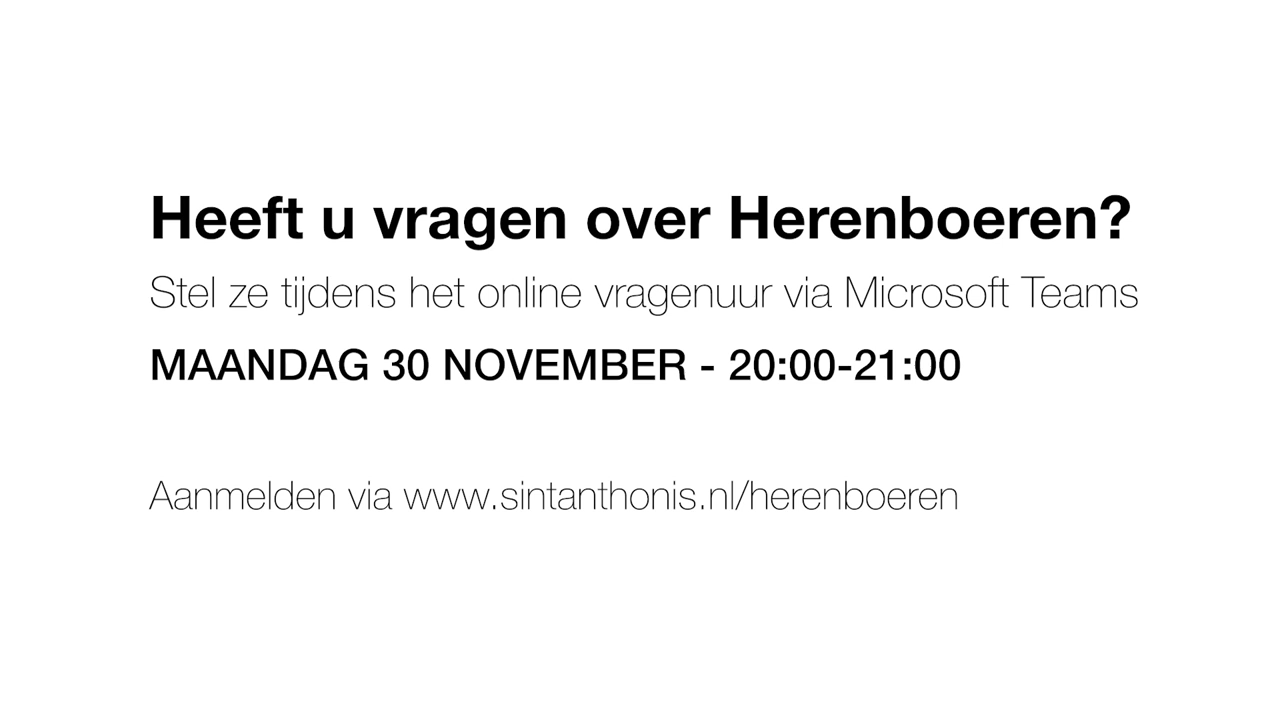 Heeft u vragen over Herenboeren?
Stel ze tijdens het online vragenuur via Microsoft Teams
MAANDAG 30 NOVEMBER - 20:00-21:00
Aanmelden via www.sintanthonis.nl/herenboeren